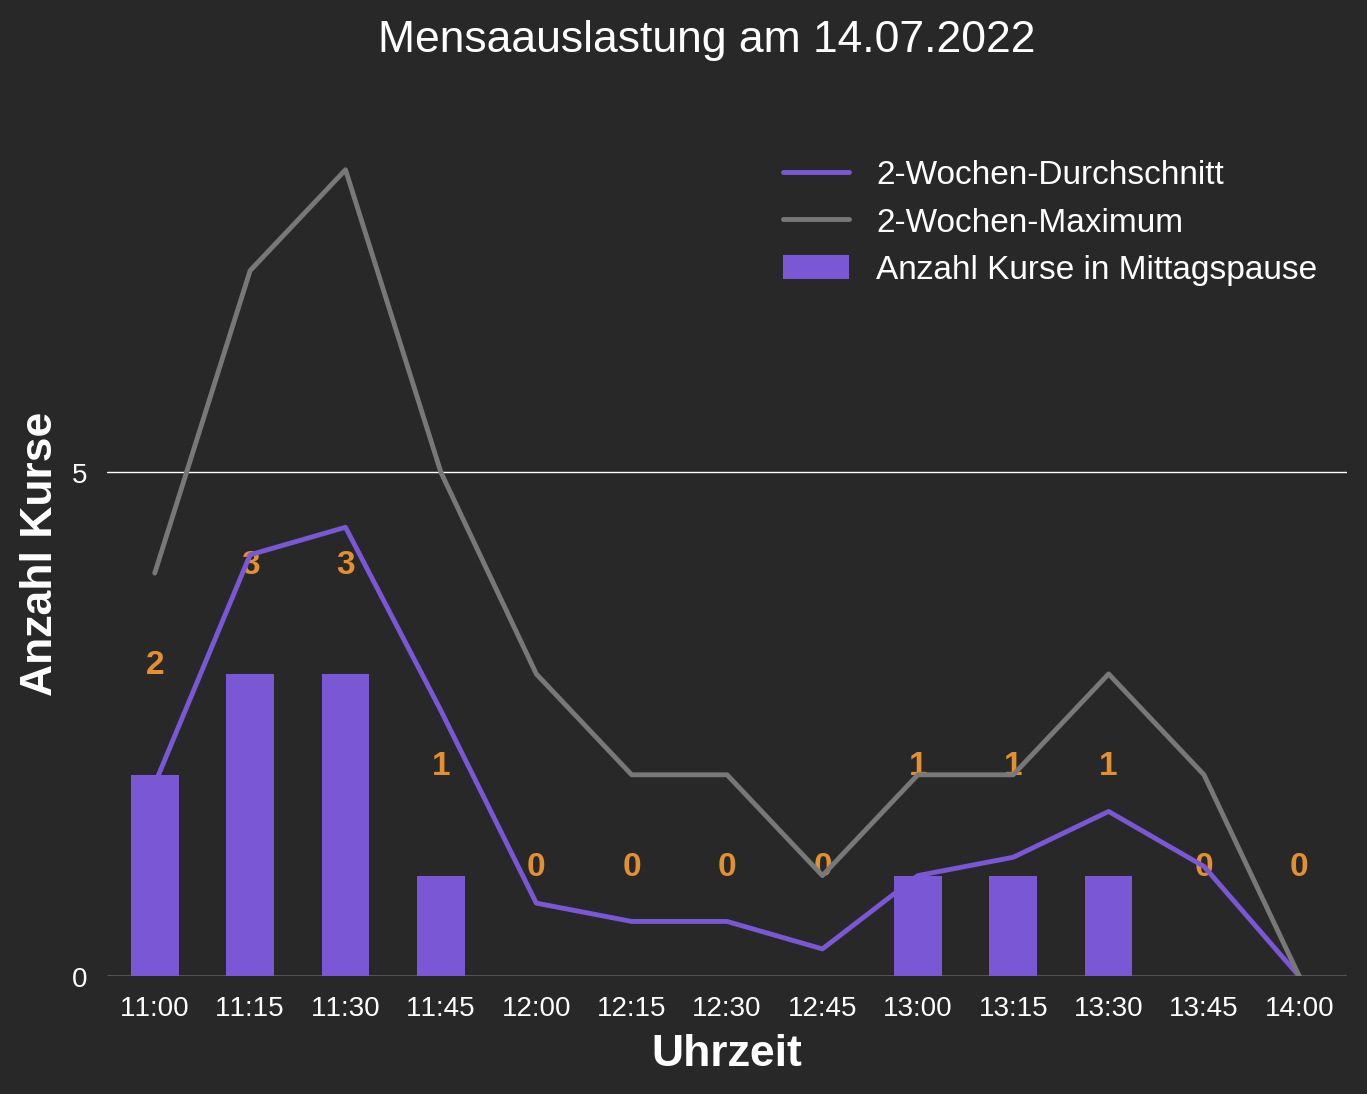 Mensaauslastung am 14.07.2022
2-Wochen-Durchschnitt
2-Wochen-Maximum
Anzahl Kurse in Mittagspause
Anzahl Kurse
5
0
2
3
3
1
0
0
0
0
1
1
1
0
0
11:00 11:15 11:30 11:45 12:00 12:15 12:30 12:45 13:00 13:15 13:30 13:45 14:00
Uhrzeit